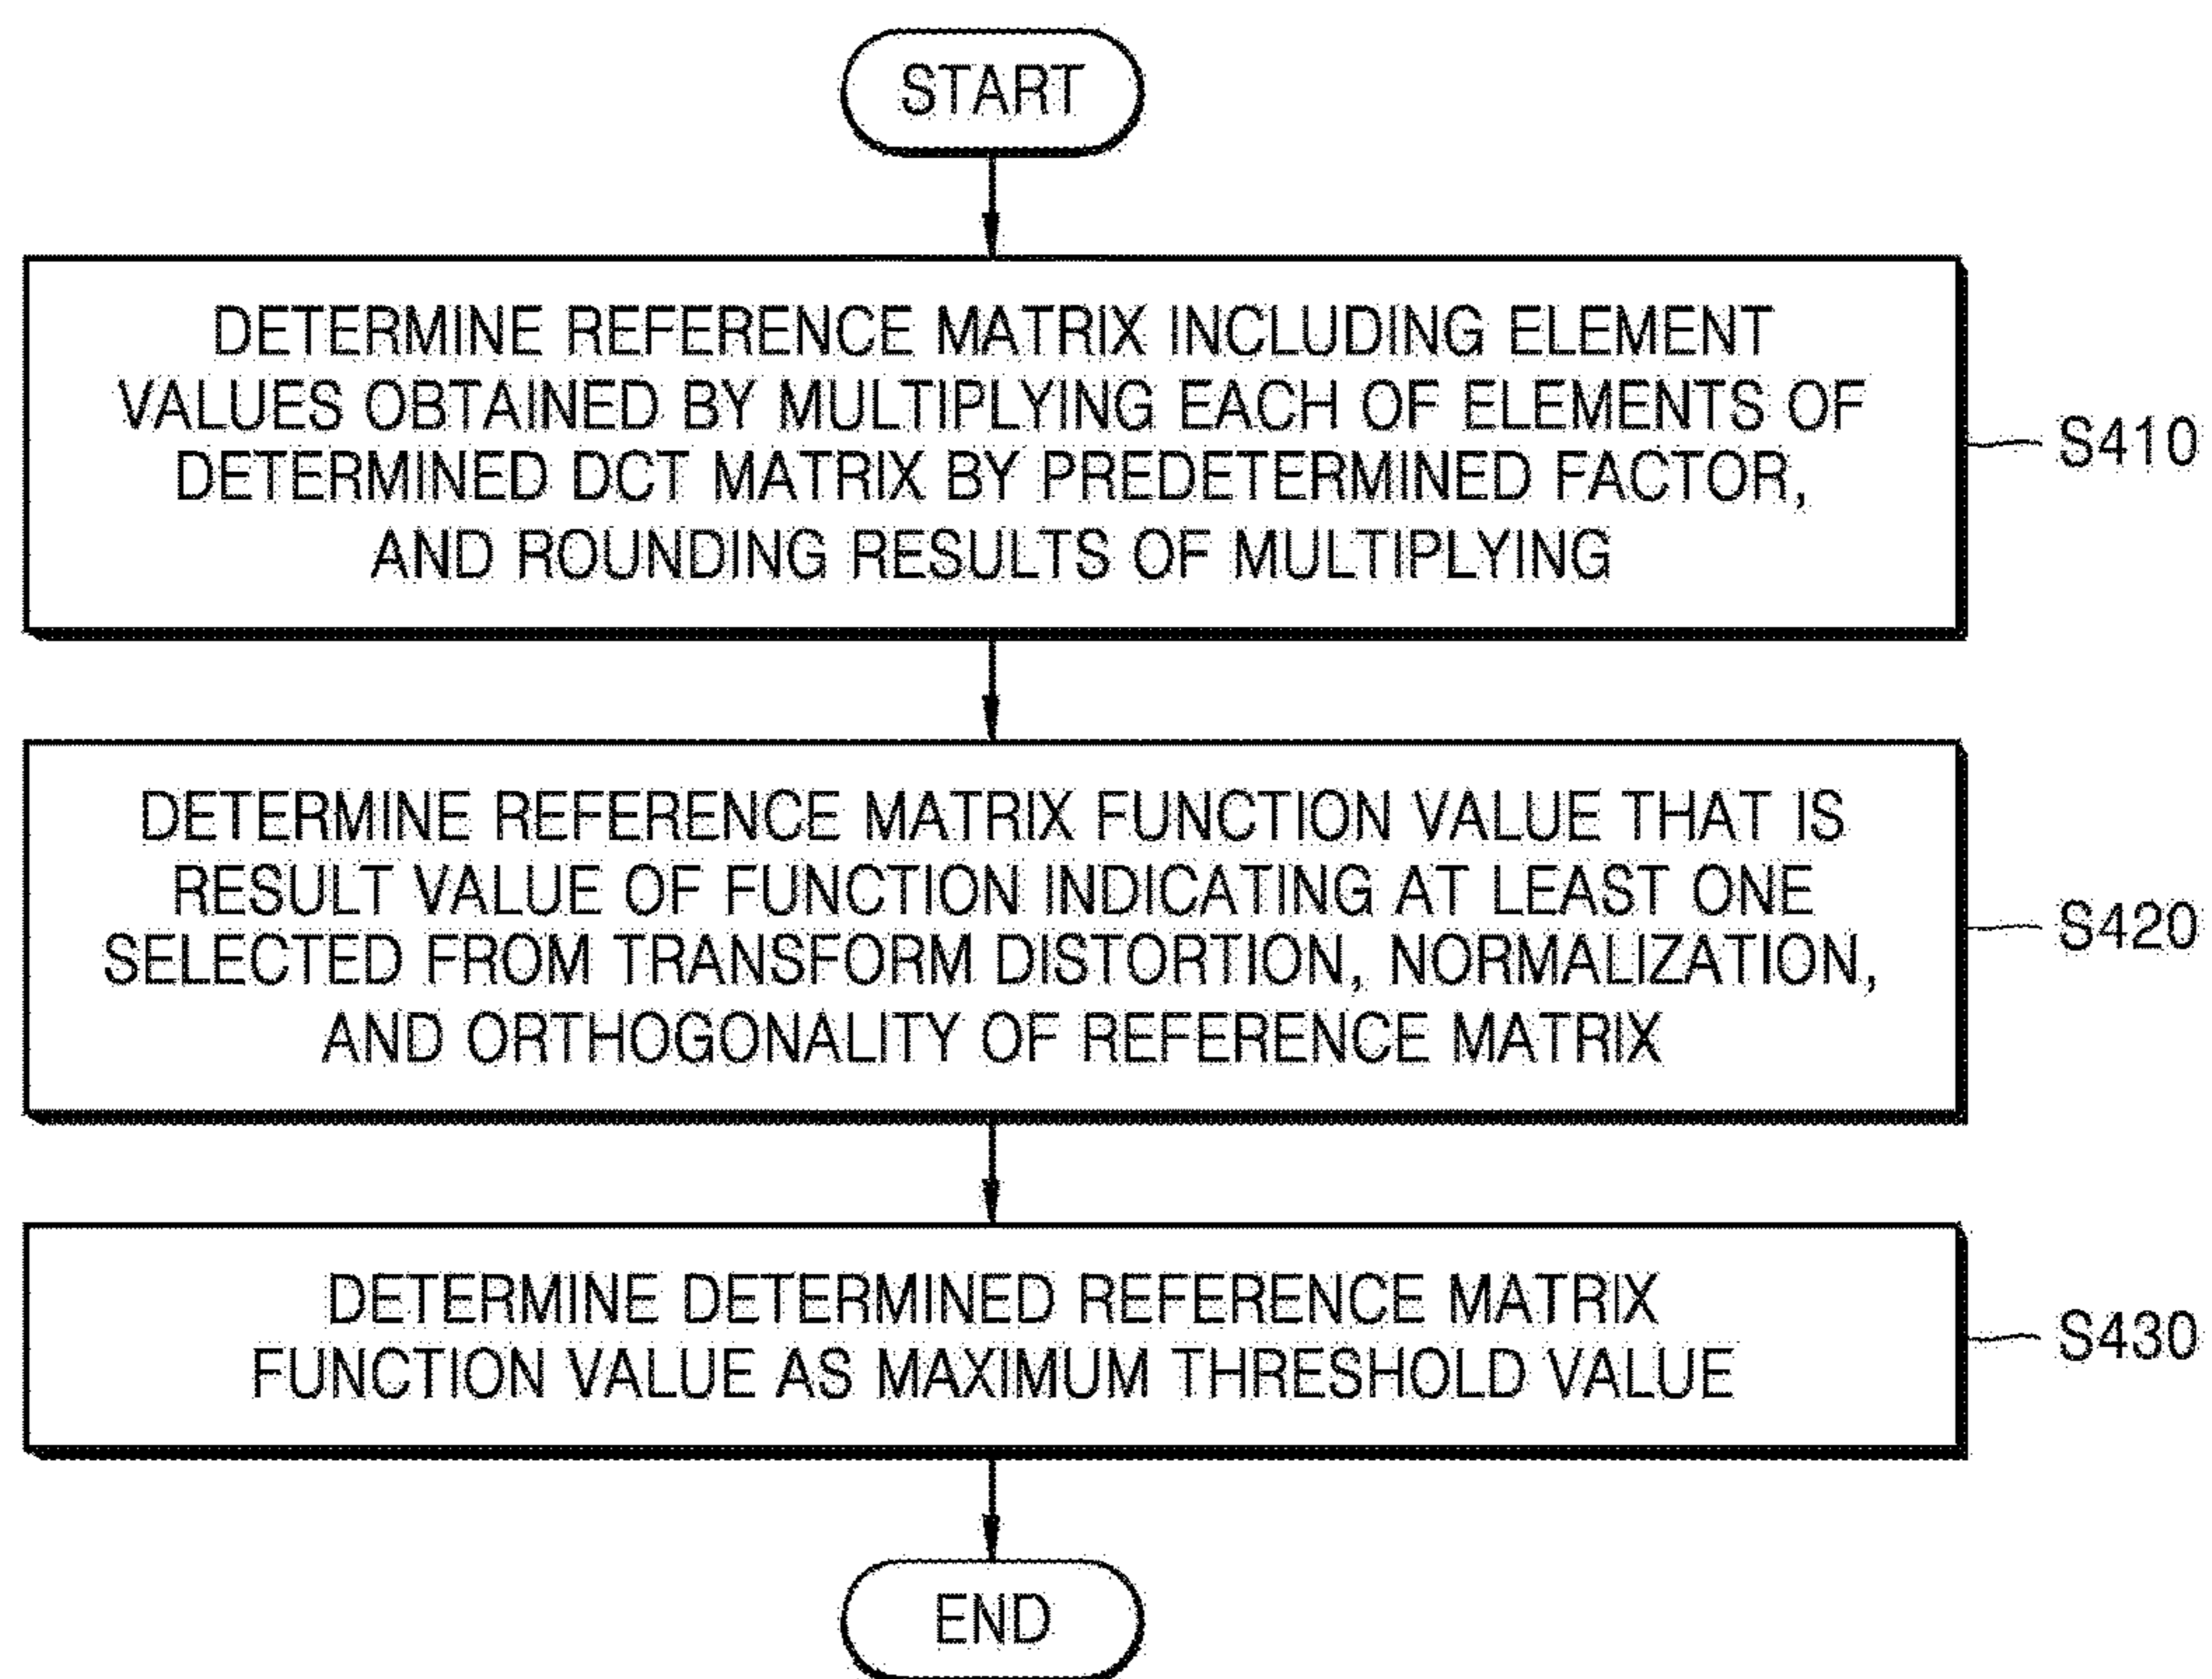 START
DETERMINE REFERENCE MATRIX INCLUDING ELEMENT
VALUES OBTAINED BY MULTIPLYING EACH OF ELEMENTS OF
DETERMINED DCT MATRIX BY PREDETERMINED FACTOR,
AND ROUNDING RESULTS OF MULTIPLYING
S410
DETERMINE REFERENCE MATRIX FUNCTION VALUE THAT IS
RESULT VALUE OF FUNCTION INDICATING AT LEAST ONE
SELECTED FROM TRANSFORM DISTORTION, NORMALIZATION,
AND ORTHOGONALITY OF REFERENCE MATRIX
S420
DETERMINE DETERMINED REFERENCE MATRIX
FUNCTION VALUE AS MAXIMUM THRESHOLD VALUE
S430
END